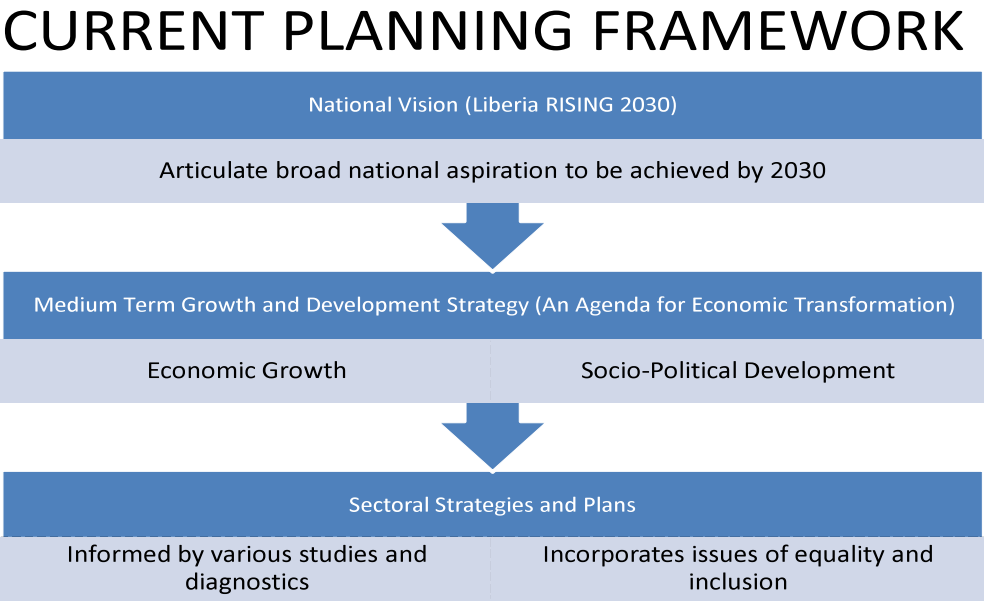 CURRENT PLANNING FRAMEWORK
National Vision (Liberia RISING 2030)
Articulate broad national aspiration to be achieved by 2030
Medium Term Growth and Development Strategy (An Agenda for Economic Transformation)
Economic Growth
Socio-Political Development
Sectoral Strategies and Plans
Informed by various studies and
diagnostics
Incorporates issues of equality and
inclusion